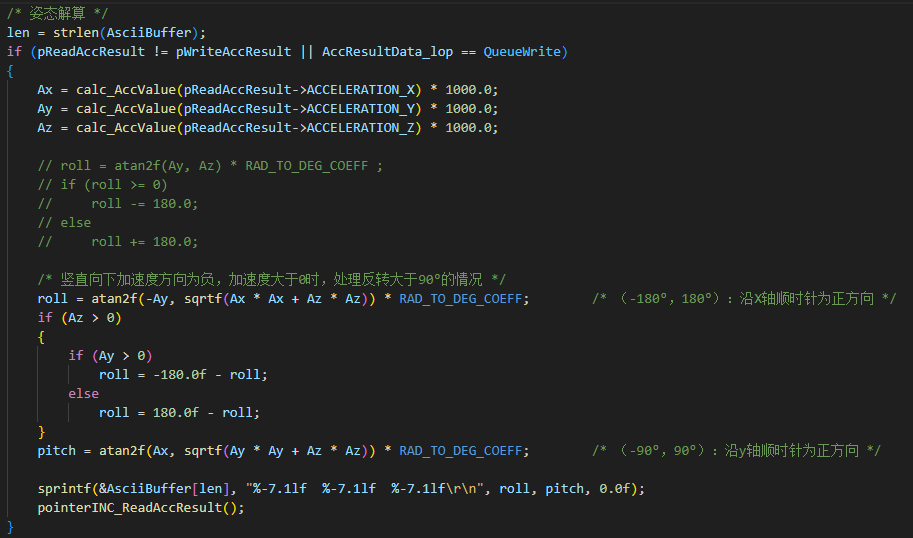 /* 姿态解算 */
len = strlen(AsciiBuffer);
if (pReadAccResult != pWriteAccResult || AccResultData_lop == QueueWrite)
{
    Ax = calc_AccValue(pReadAccResult->ACCELERATION_X) * 1000.0;
    Ay = calc_AccValue(pReadAccResult->ACCELERATION_Y) * 1000.0;
    Az = calc_AccValue(pReadAccResult->ACCELERATION_Z) * 1000.0;

    // roll = atan2f(Ay, Az) * RAD_TO_DEG_COEFF ;
    // if (roll >= 0)
    //     roll -= 180.0;
    // else
    //     roll += 180.0;

    /* 竖直向下加速度方向为负，加速度大于0时，处理反转大于90°的情况 */
    roll = atan2f(-Ay, sqrtf(Ax * Ax + Az * Az)) * RAD_TO_DEG_COEFF;        /* （-180°，180°）：沿X轴顺时针为正方向 */
    if (Az > 0)
    {
        if (Ay > 0)
            roll = -180.0f - roll;
        else
            roll = 180.0f - roll;
    }
    pitch = atan2f(Ax, sqrtf(Ay * Ay + Az * Az)) * RAD_TO_DEG_COEFF;        /* （-90°，90°）：沿y轴顺时针为正方向 */

    sprintf(&AsciiBuffer[len], "%-7.1lf  %-7.1lf  %-7.1lf\r\n", roll, pitch, 0.0f);
    pointerINC_ReadAccResult();
}